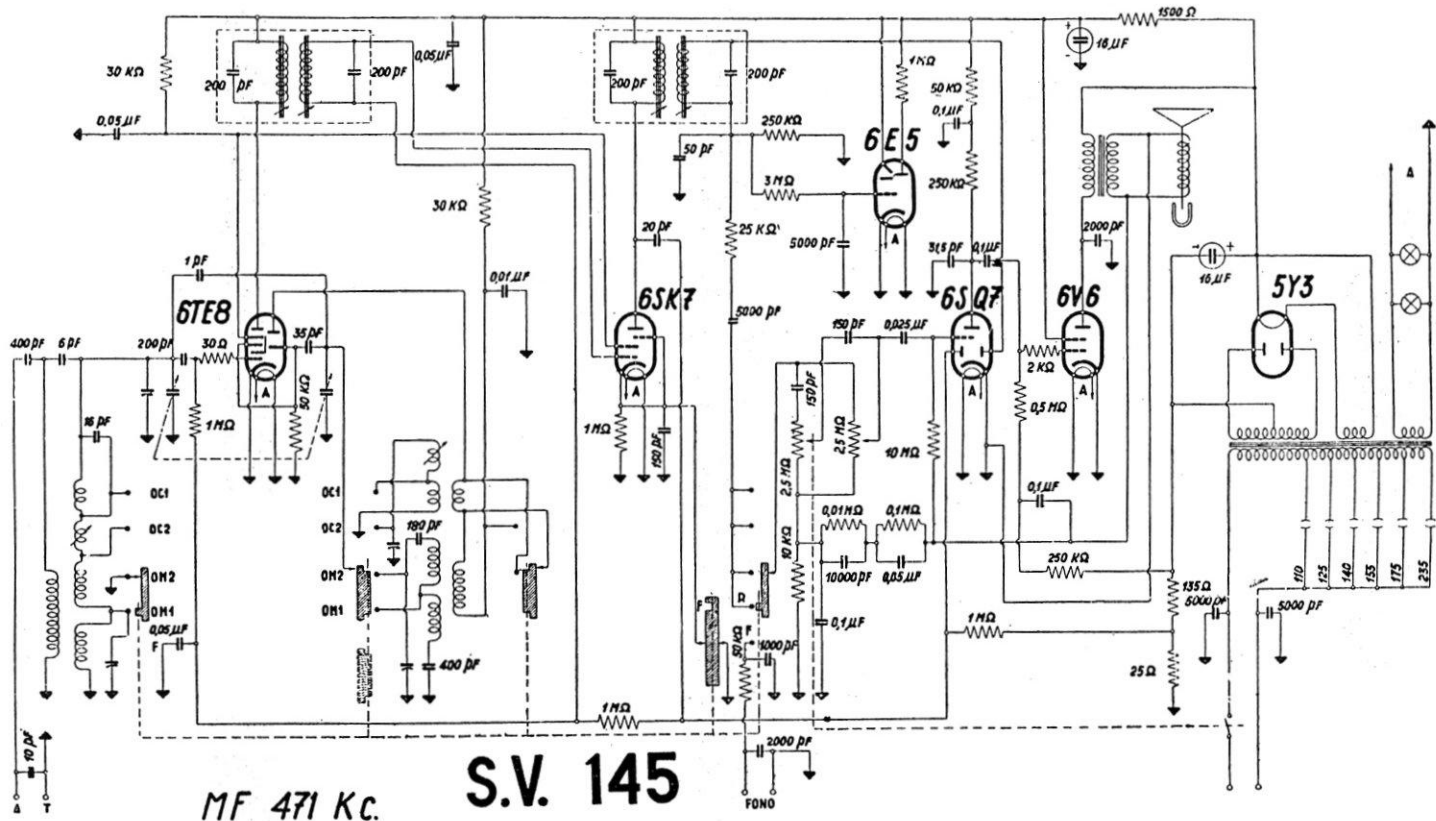 1500 Ω
16 µF
30 KΩ
200 pF
200 pF
0,05 µF
200 pF
200 pF
1 KΩ
50 KΩ
0,1 µF
0,05 µF
250 KΩ
6E5
50 pF
3 MΩ
250 KΩ
A
30 KΩ
25 KΩ
20 pF
5000 pF
A
2000 pF
0,1 µF
16 µF
1 pF
0,01 µF
6TE8
6SK7
6SQ7
6V6
5Y3
35 pF
5000 pF
150 pF
0,025 µF
400 pF
6 pF
200 pF
30 Ω
2 KΩ
A
A
A
A
50 KΩ
0,5 MΩ
1 MΩ
1 MΩ
150 pF
150 pF
2,5 MΩ
2,5 MΩ
10 MΩ
16 pF
OC1
OC1
OC2
OC2
180 pF
0,01 MΩ
0,1 MΩ
0,1 µF
10 KΩ
10000 pF
0,05 µF
250 KΩ
OM2
OM2
OM1
OM1
135 Ω
110
125
140
155
175
235
R
F
F
0,05 µF
F
5000 pF
5000 pF
0,1 µF
1 MΩ
400 pF
50 KΩ
1000 pF
25 Ω
1 MΩ
10 pF
2000 pF
A
T
MF 471 Kc.
S.V. 145
FONO